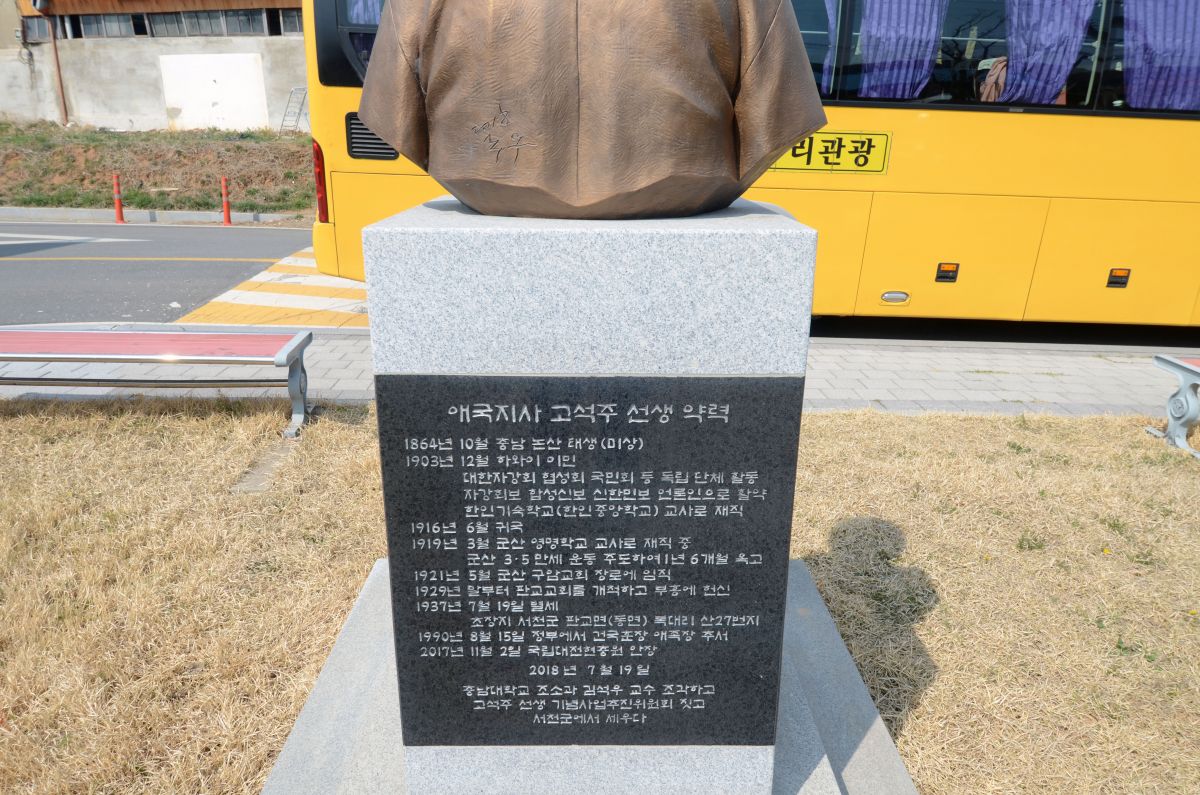 리관광
애국지사 고석주 선생 약력
1864년 10월 충남 논산 태생(미상)
1903년 12월 하와이 이민
대한자강회 협성회 국민회 등 독립 단체 활동
자강회보 합성신보 신한민보 언론인으로 활약
한인기숙학교(한인중앙학교) 교사로 재직
1916년 6월 귀국
1919년 3월 군산 영명학교 교사로 재직 중
군산 3·5만세 운동 주도하여1년 6개월 옥고
1921년 5월 군산 구암교회 장로에 임직
1929년 말부터 판교교회를 개척하고 부흥에 헌신
1937년 7월 19일 별세
초장지 서천군 판교면(동면) 복대리 산27번지
1990년 8월 15일 정부에서 건국훈장 애족장 추서
2017년 11월 2일 국립대전현충원 안장
2018년 7월 19일
충남대학교 조소과 김석우 교수 조각하고
고석주 선생 기념사업추진위원회 짓고
서천군에서 세우다